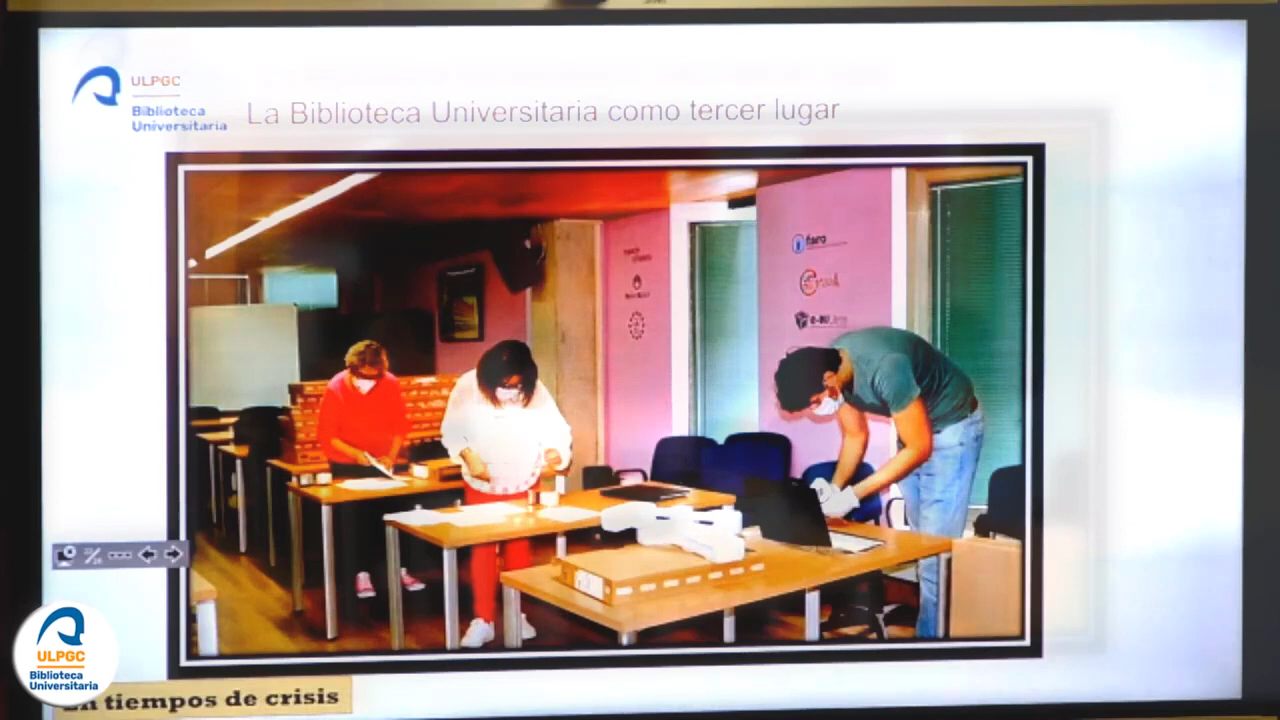 ULPGC
Biblioteca
Universitaria
La Biblioteca Universitaria como tercer lugar
faro
ULPGC
Biblioteca
Universitaria
tiempos de crisis